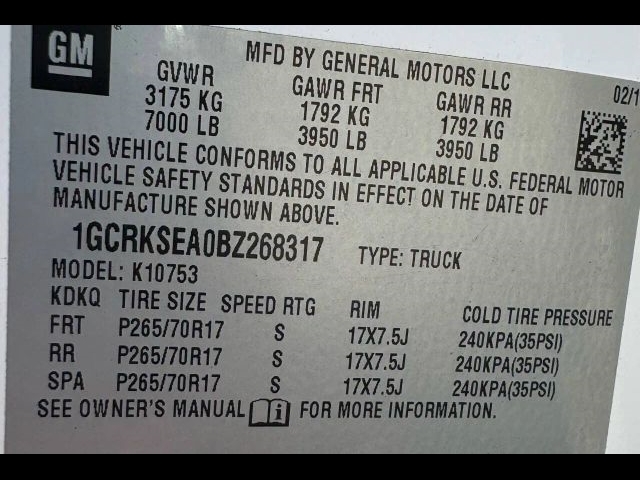 GM
MFD BY GENERAL MOTORS LLC
02/1
GVWR GAWR FRT GAWR RR
3175 KG 1792 KG 1792 KG
7000 LB 3950 LB 3950 LB
THIS VEHICLE CONFORMS TO ALL APPLICABLE U.S. FEDERAL MOTOR
VEHICLE SAFETY STANDARDS IN EFFECT ON THE DATE OF
MANUFACTURE SHOWN ABOVE.
1GCRKSEA0BZ268317 TYPE: TRUCK
MODEL: K10753
KDKQ TIRE SIZE SPEED RTG RIM COLD TIRE PRESSURE
FRT P265/70R17 S 17X7.5J 240KPA(35PSI)
RR P265/70R17 S 17X7.5J 240KPA(35PSI)
SPA P265/70R17 S 17X7.5J 240KPA(35PSI)
SEE OWNER'S MANUAL i FOR MORE INFORMATION.